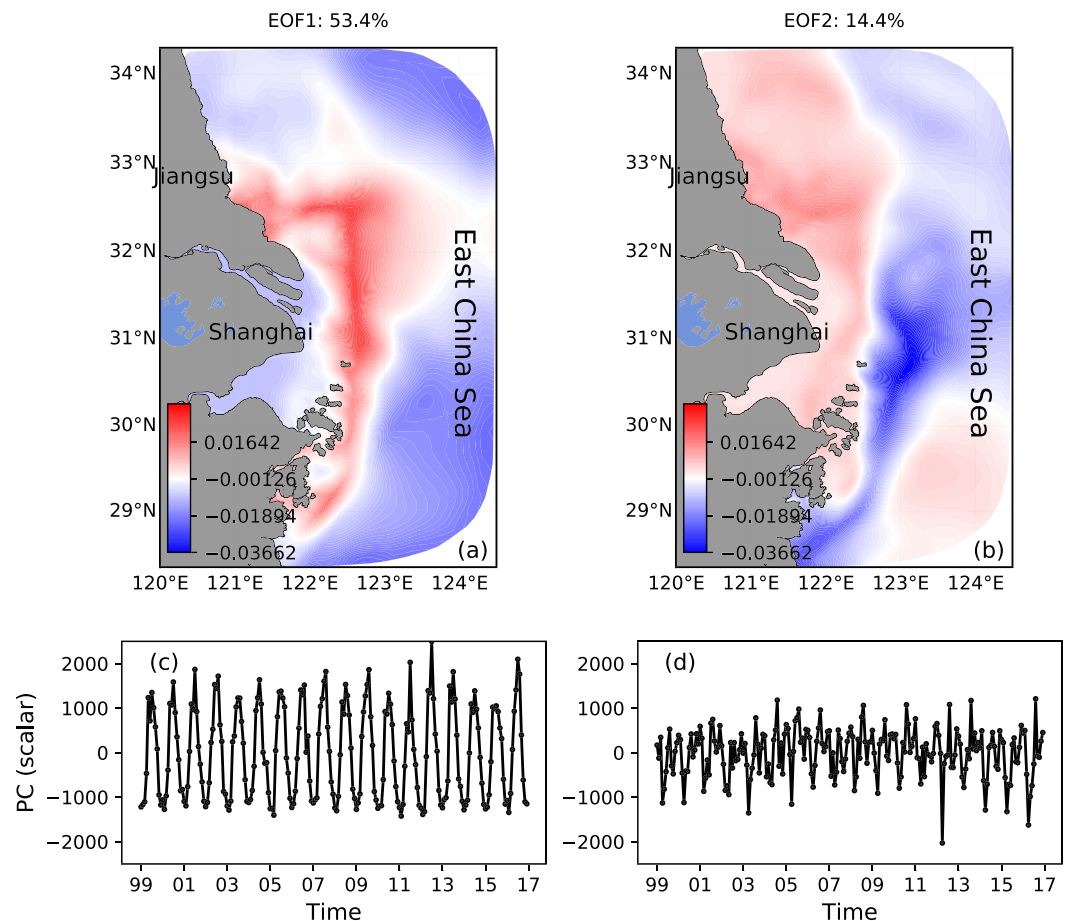 EOF1: 53.4%
EOF2: 14.4%
34°N
33°N
32°N
31°N
30°N
29°N
Jiangsu
Shanghai
East China Sea
0.01642
−0.00126
−0.01894
−0.03662
(a)
120°E 121°E 122°E 123°E 124°E
34°N
33°N
32°N
31°N
30°N
29°N
Jiangsu
Shanghai
East China Sea
0.01642
−0.00126
−0.01894
−0.03662
(b)
120°E 121°E 122°E 123°E 124°E
(c)
PC (scalar)
2000
1000
0
−1000
−2000
99 01 03 05 07 09 11 13 15 17
Time
(d)
2000
1000
0
−1000
−2000
99 01 03 05 07 09 11 13 15 17
Time